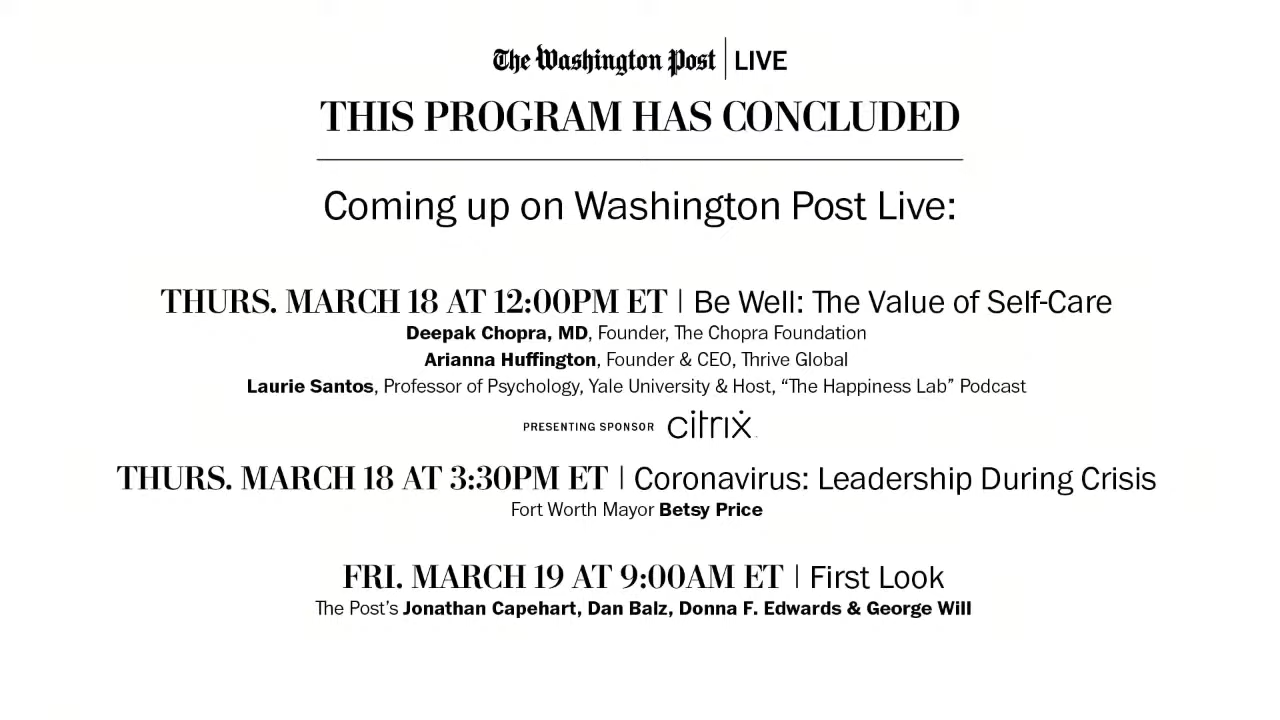 The Washington Post | LIVE
THIS PROGRAM HAS CONCLUDED
Coming up on Washington Post Live:
THURS. MARCH 18 AT 12:00PM ET | Be Well: The Value of Self-Care
Deepak Chopra, MD, Founder, The Chopra Foundation
Arianna Huffington, Founder & CEO, Thrive Global
Laurie Santos, Professor of Psychology, Yale University & Host, “The Happiness Lab” Podcast
PRESENTING SPONSOR citrix
THURS. MARCH 18 AT 3:30PM ET | Coronavirus: Leadership During Crisis
Fort Worth Mayor Betsy Price
FRI. MARCH 19 AT 9:00AM ET | First Look
The Post’s Jonathan Capehart, Dan Balz, Donna F. Edwards & George Will